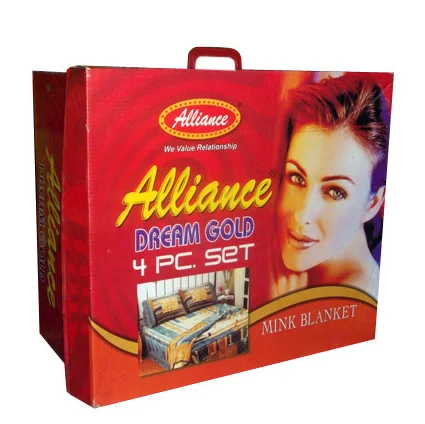 Alliance
We Value Relationship
Alliance®
DREAM GOLD
4 PC. SET
MINK BLANKET
Alliance